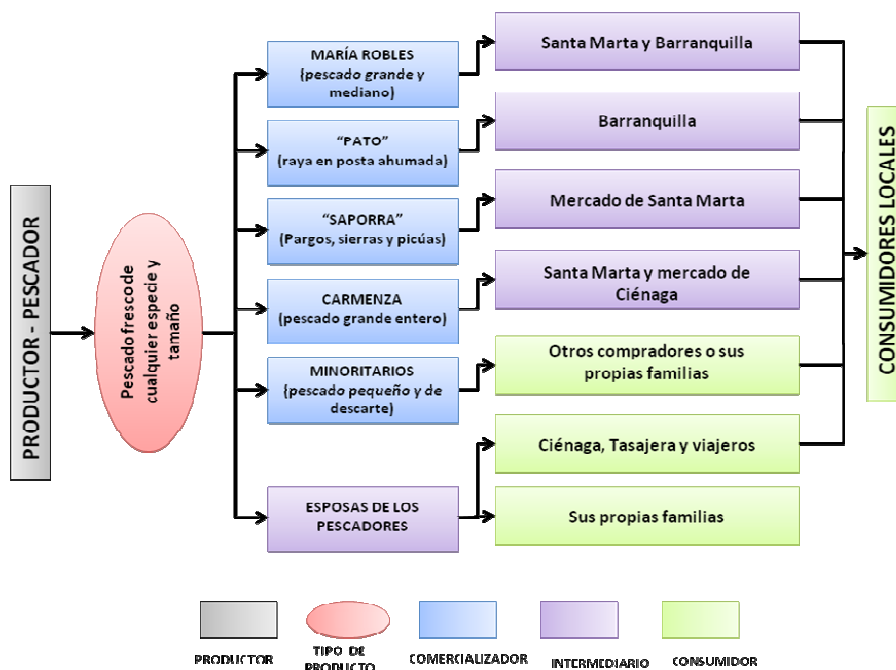 PRODUCTOR - PESCADOR
Pescado fresco de
cualquier especie y
tamaño
MARÍA ROBLES
(pescado grande y
mediano)
Santa Marta y Barranquilla
"PATO"
(raya en posta ahumada)
Barranquilla
"SAPORRA"
(Pargos, sierras y picúas)
Mercado de Santa Marta
CARMENZA
(pescado grande entero)
Santa Marta y mercado de
Ciénaga
MINORITARIOS
(pescado pequeño y de
descarte)
Otros compradores o sus
propias familias
ESPOSAS DE LOS
PESCADORES
Ciénaga, Tasajera y viajeros
Sus propias familias
CONSUMIDORES LOCALES
PRODUCTOR
TIPO DE
PRODUCTO
COMERCIALIZADOR
INTERMEDIARIO
CONSUMIDOR